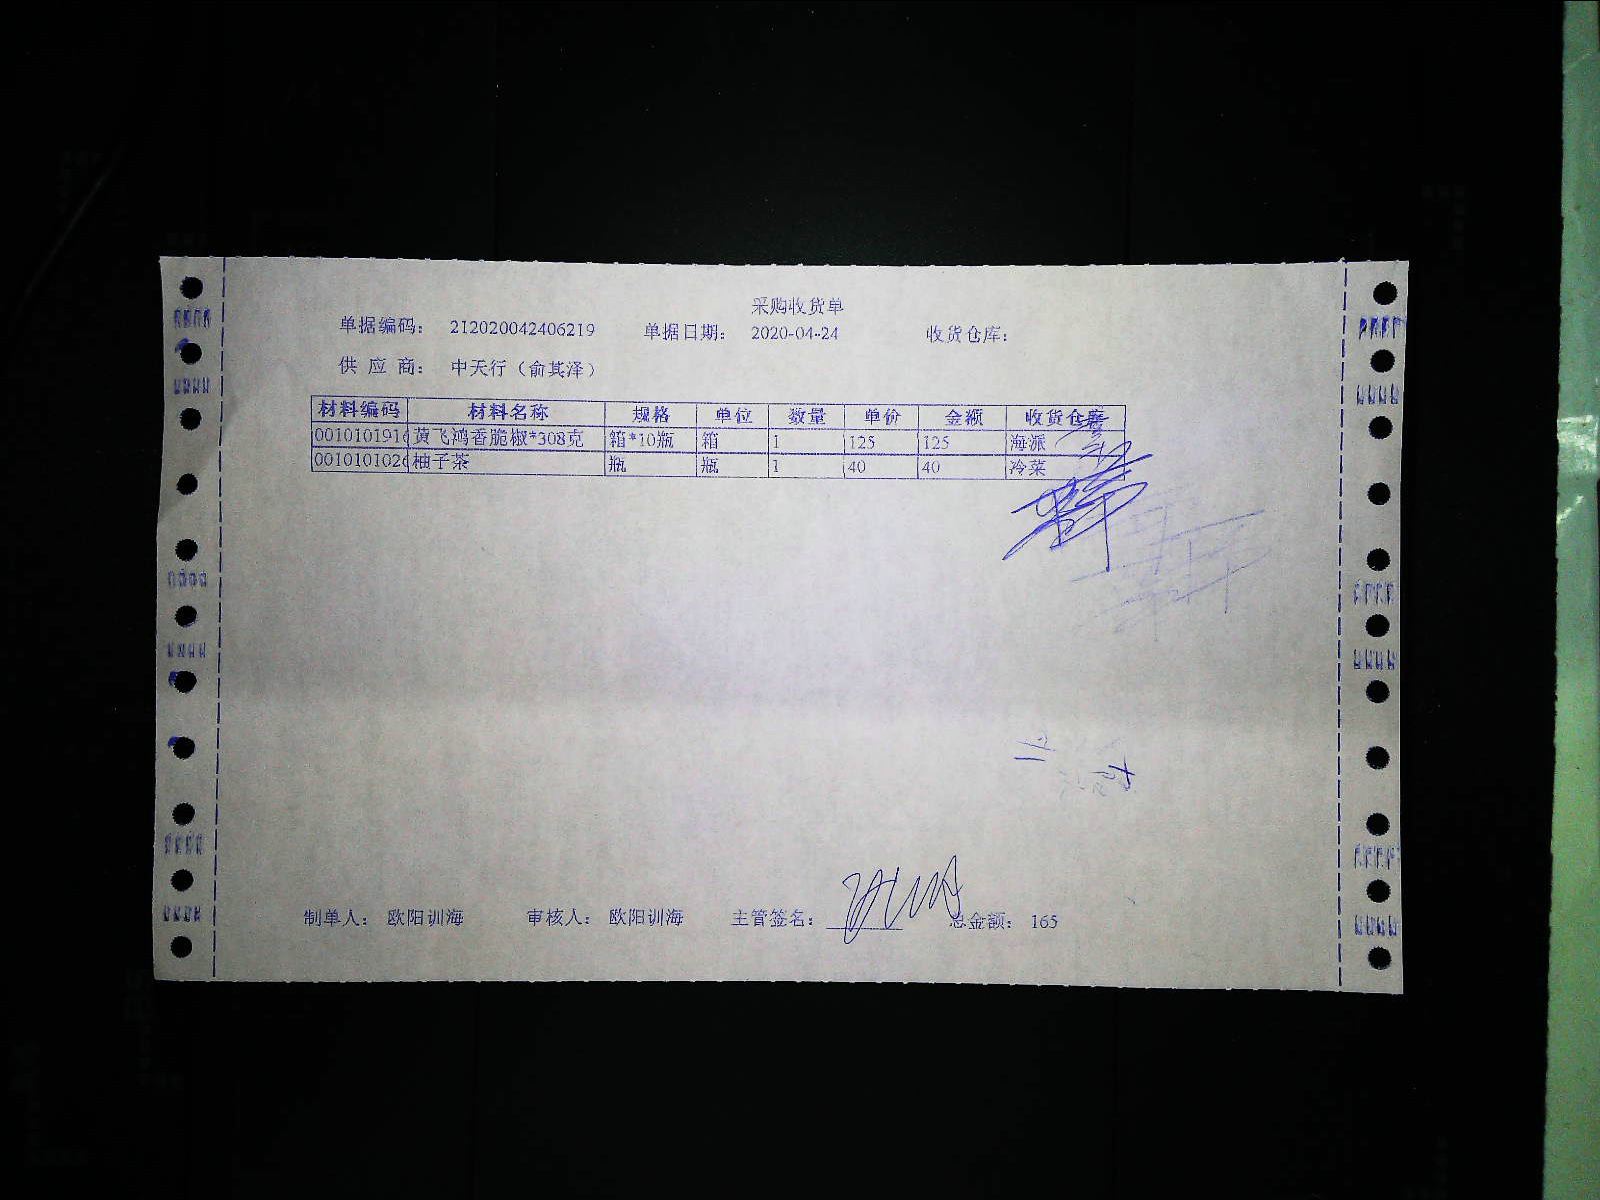 采购收货单
单据编码： 212020042406219 单据日期： 2020-04-24 收货仓库：
供 应 商： 中天行（俞其泽）
材料编码 材料名称 规格 单位 数量 单价 金额 收货仓库
001010191 黄飞鸿香脆椒*308克 箱*10瓶 箱 1 125 125 海派
001010102 柚子茶 瓶 瓶 1 40 40 冷菜
制单人： 欧阳训海 审核人： 欧阳训海 主管签名： 总金额： 165